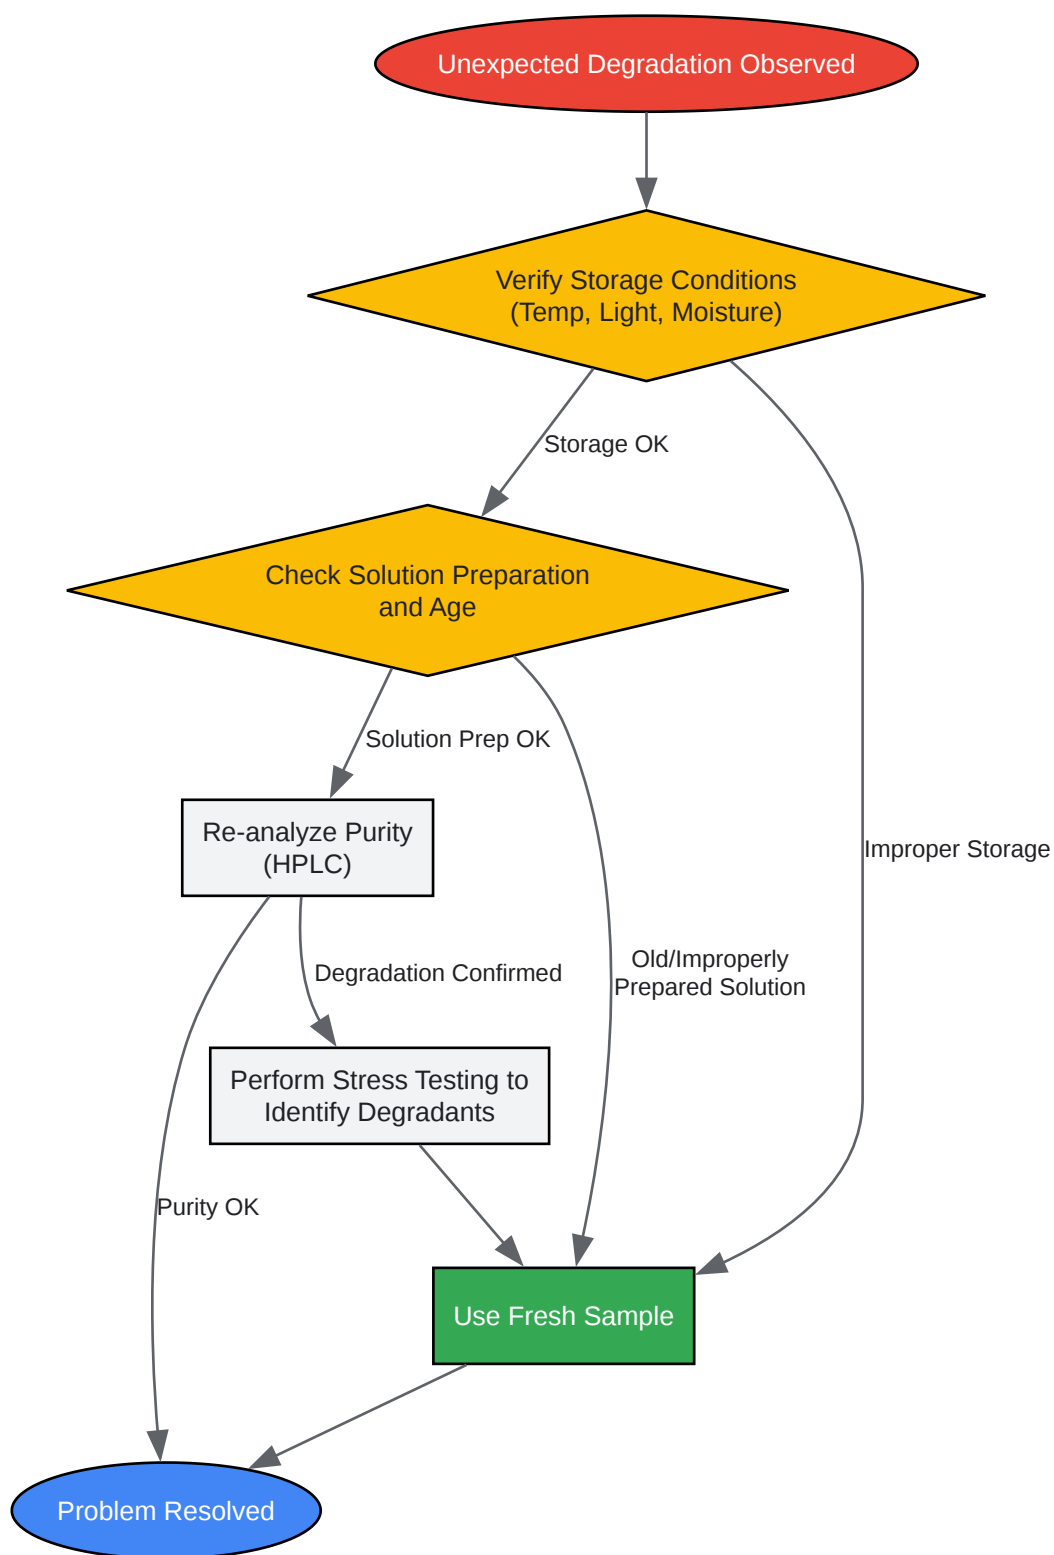 Unexpected Degradation Observed
Verify Storage Conditions
(Temp, Light, Moisture)
Storage OK
Check Solution Preparation
and Age
Solution Prep OK
Re-analyze Purity
(HPLC)
Improper Storage
Degradation Confirmed
Old/Improperly
Prepared Solution
Perform Stress Testing to
Identify Degradants
Purity OK
Use Fresh Sample
Problem Resolved